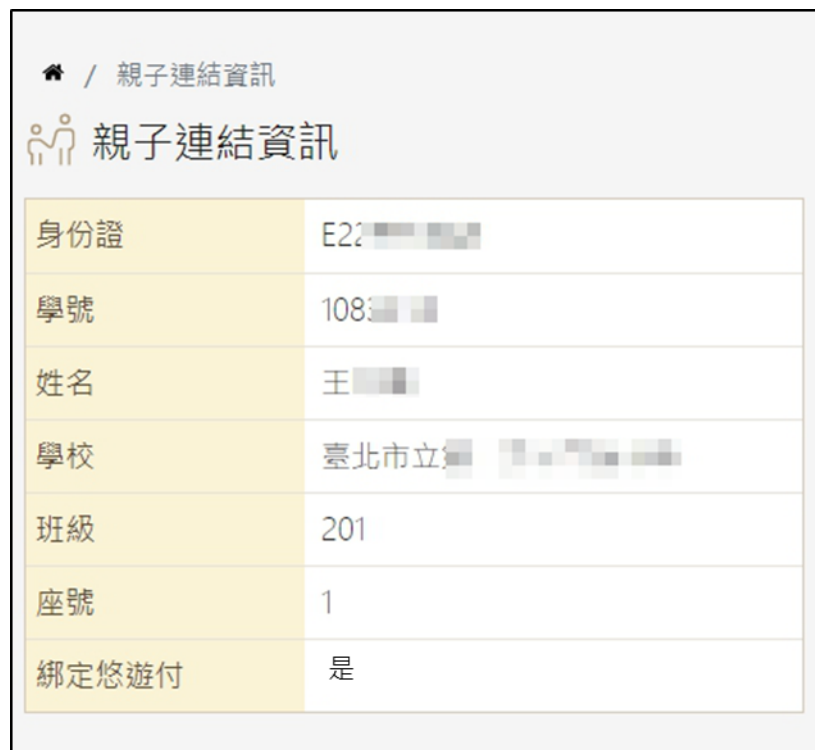 / 親子連結資訊
親子連結資訊
身份證 E22
學號 108
姓名 王
學校 臺北市立
班級 201
座號 1
綁定悠遊付 是